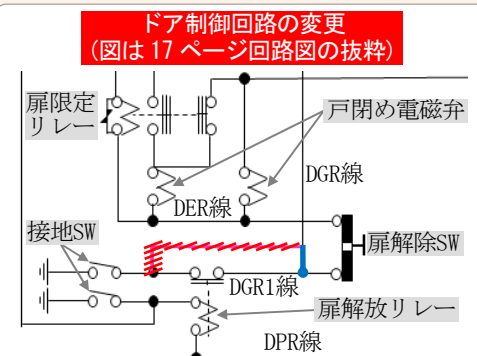 ドア制御回路の変更
(図は 17 ページ回路図の抜粋)
扉限定
リレー
戸閉め電磁弁
DGR線
DER線
接地SW
扉解除SW
DGR1線
扉解放リレー
DPR線